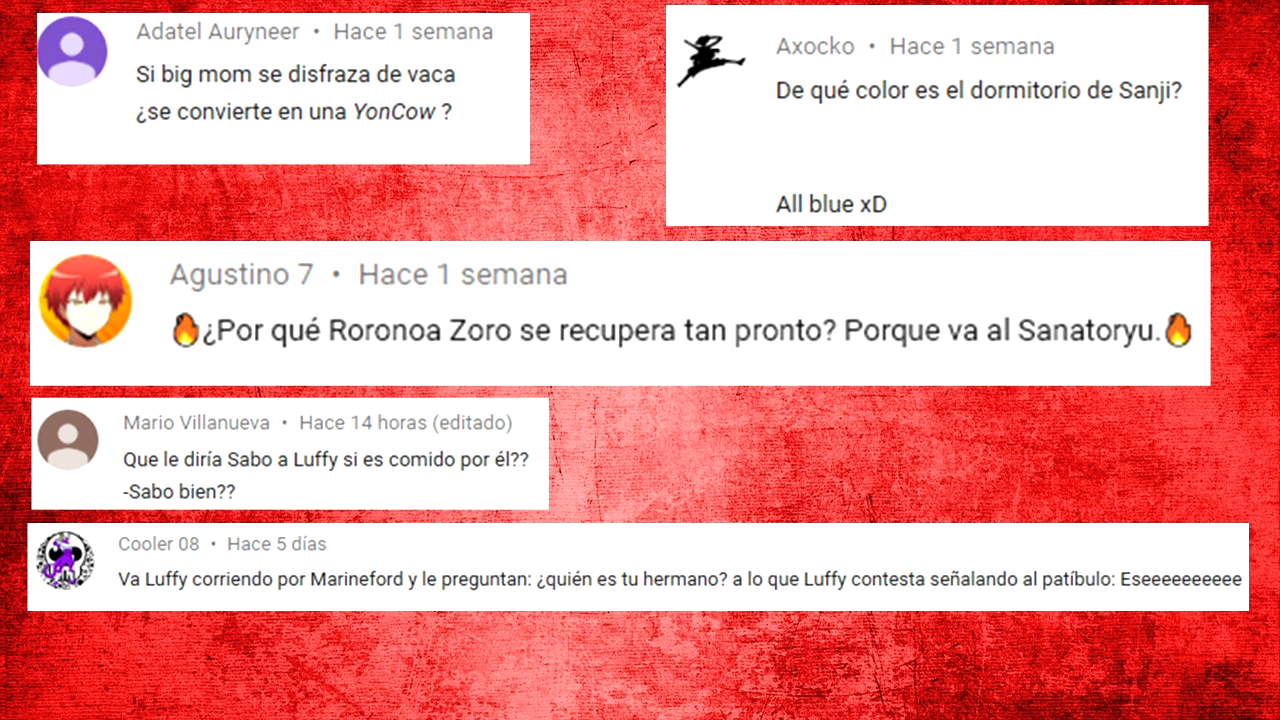 Adatel Auryneer • Hace 1 semana
Si big mom se disfraza de vaca
¿se convierte en una YonCow ?
Axocko • Hace 1 semana
De qué color es el dormitorio de Sanji?
All blue xD
Agustino 7 • Hace 1 semana
🔥¿Por qué Roronoa Zoro se recupera tan pronto? Porque va al Sanatoryu.🔥
Mario Villanueva • Hace 14 horas (editado)
Que le diría Sabo a Luffy si es comido por él??
-Sabo bien??
Cooler 08 • Hace 5 días
Va Luffy corriendo por Marineford y le preguntan: ¿quién es tu hermano? a lo que Luffy contesta señalando al patíbulo: Eseeeeeeeeee